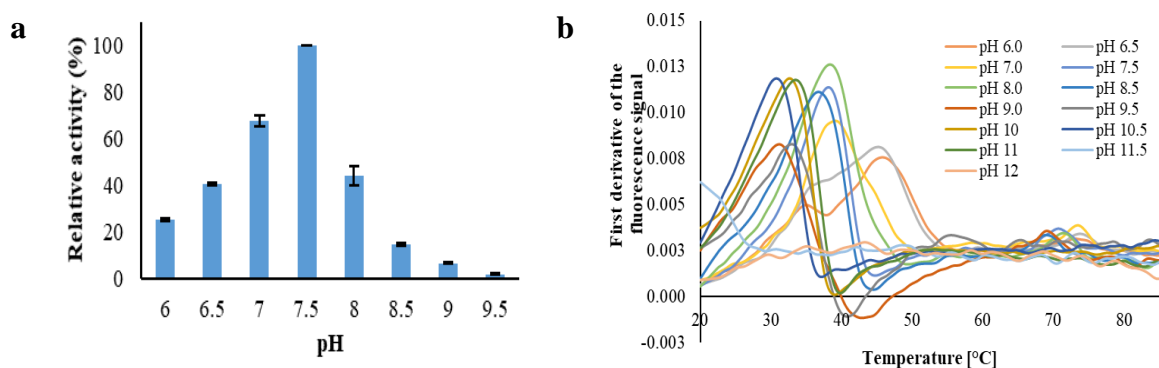 a
Relative activity (%)
100
80
60
40
20
0
6 6.5 7 7.5 8 8.5 9 9.5
pH
b
First derivative of the
fluorescence signal
0.015
0.013
0.010
0.008
0.005
0.003
0.000
-0.003
20 30 40 50 60 70 80
Temperature [°C]
pH 6.0 pH 6.5
pH 7.0 pH 7.5
pH 8.0 pH 8.5
pH 9.0 pH 9.5
pH 10 pH 10.5
pH 11 pH 11.5
pH 12